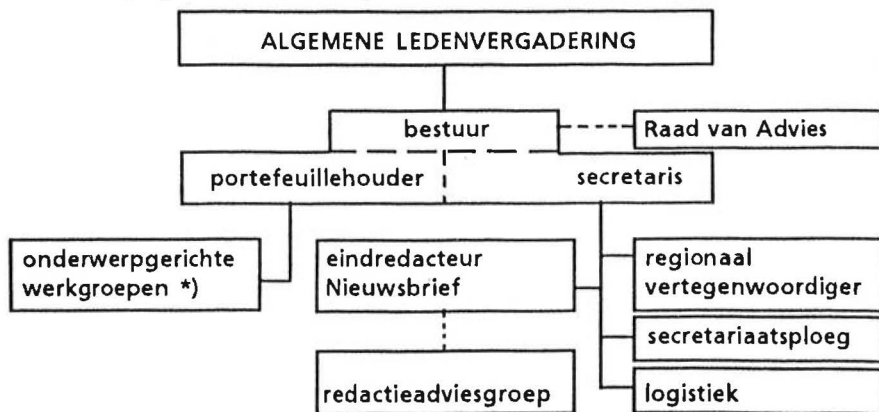 ALGEMENE LEDENVERGADERING
bestuur
Raad van Advies
portefeuillehouder
secretaris
onderwerpgerichte
werkgroepen *)
eindredacteur
Nieuwsbrief
regionaal
vertegenwoordiger
secretariaatsploeg
redactieadviesgroep
logistiek